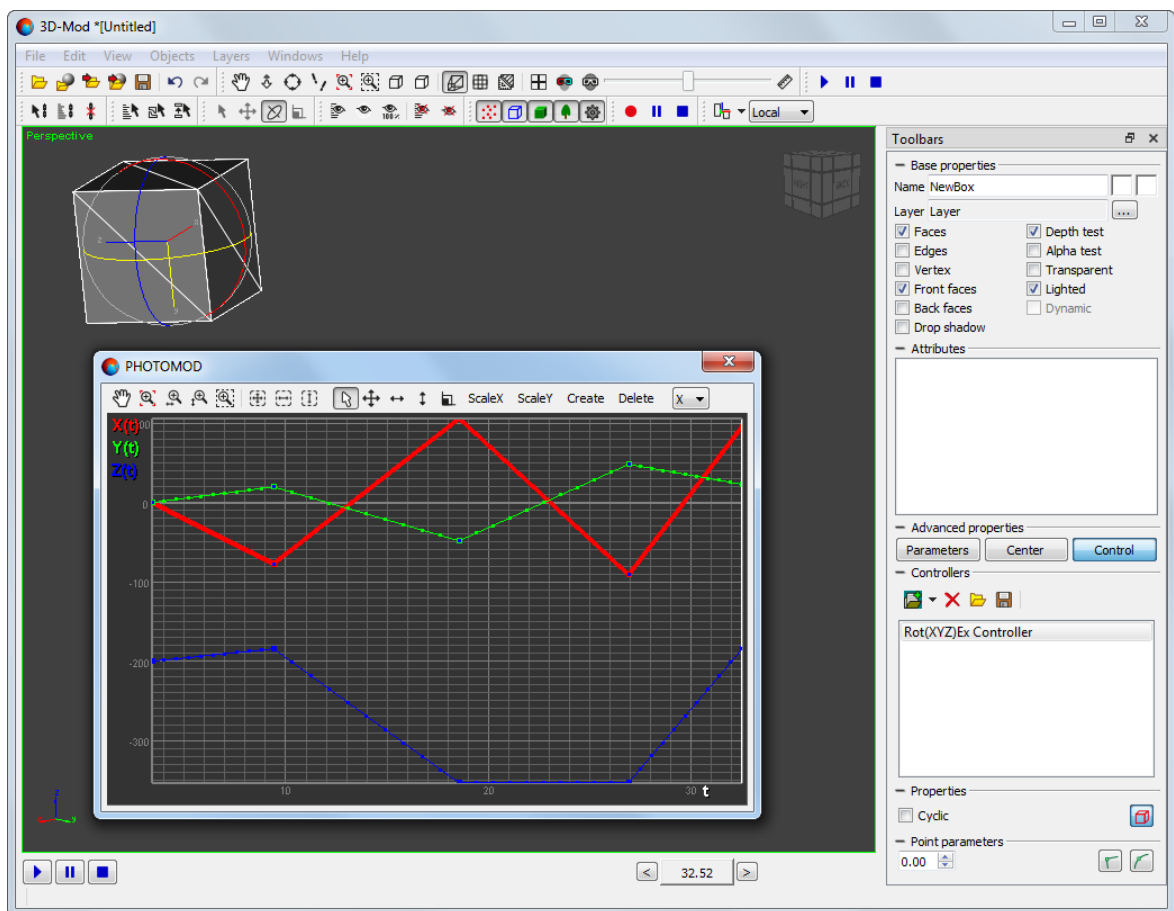 3D-Mod *[Untitled]
File Edit View Objects Layers Windows Help
100%
Local
Perspective
Toolbars
Base properties
Name NewBox
Layer Layer ...
Faces Depth test
Edges Alpha test
Vertex Transparent
Front faces Lighted
Back faces Dynamic
Drop shadow
Attributes
PHOTOMOD
ScaleX ScaleY Create Delete X
X(t)
Y(t)
Z(t)
0
-100
-200
-300
10 20 30 t
Advanced properties
Parameters Center Control
Controllers
Rot(XYZ)Ex Controller
Properties
Cyclic
Point parameters
0.00
< 32.52 >